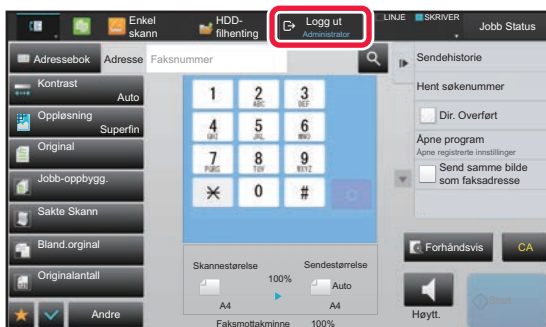 Enkel
skann
HDD-
filhenting
Logg ut
Administrator
LINJE
SKRIVER
Jobb Status
Adressebok
Adresse
Faksnummer
Sendehistorie
Kontrast
Auto
Oppløsning
Superfin
Original
Jobb-oppbygg.
Sakte Skann
Bland.orginal
Originalantall
Andre
1
2
ABC
3
DEF
4
GHI
5
JKL
6
MNO
7
PQRS
8
TUV
9
WXYZ
0
#
Hent søkenummer
Dir. Overført
Åpne program
Åpne registrerte innstillinger
Send samme bilde
som faksadresse
Forhåndsvis
CA
Skannestørelse
100%
Sendestørrelse
Auto
A4
A4
Høytt.
Start
Faksmottakminne 100%